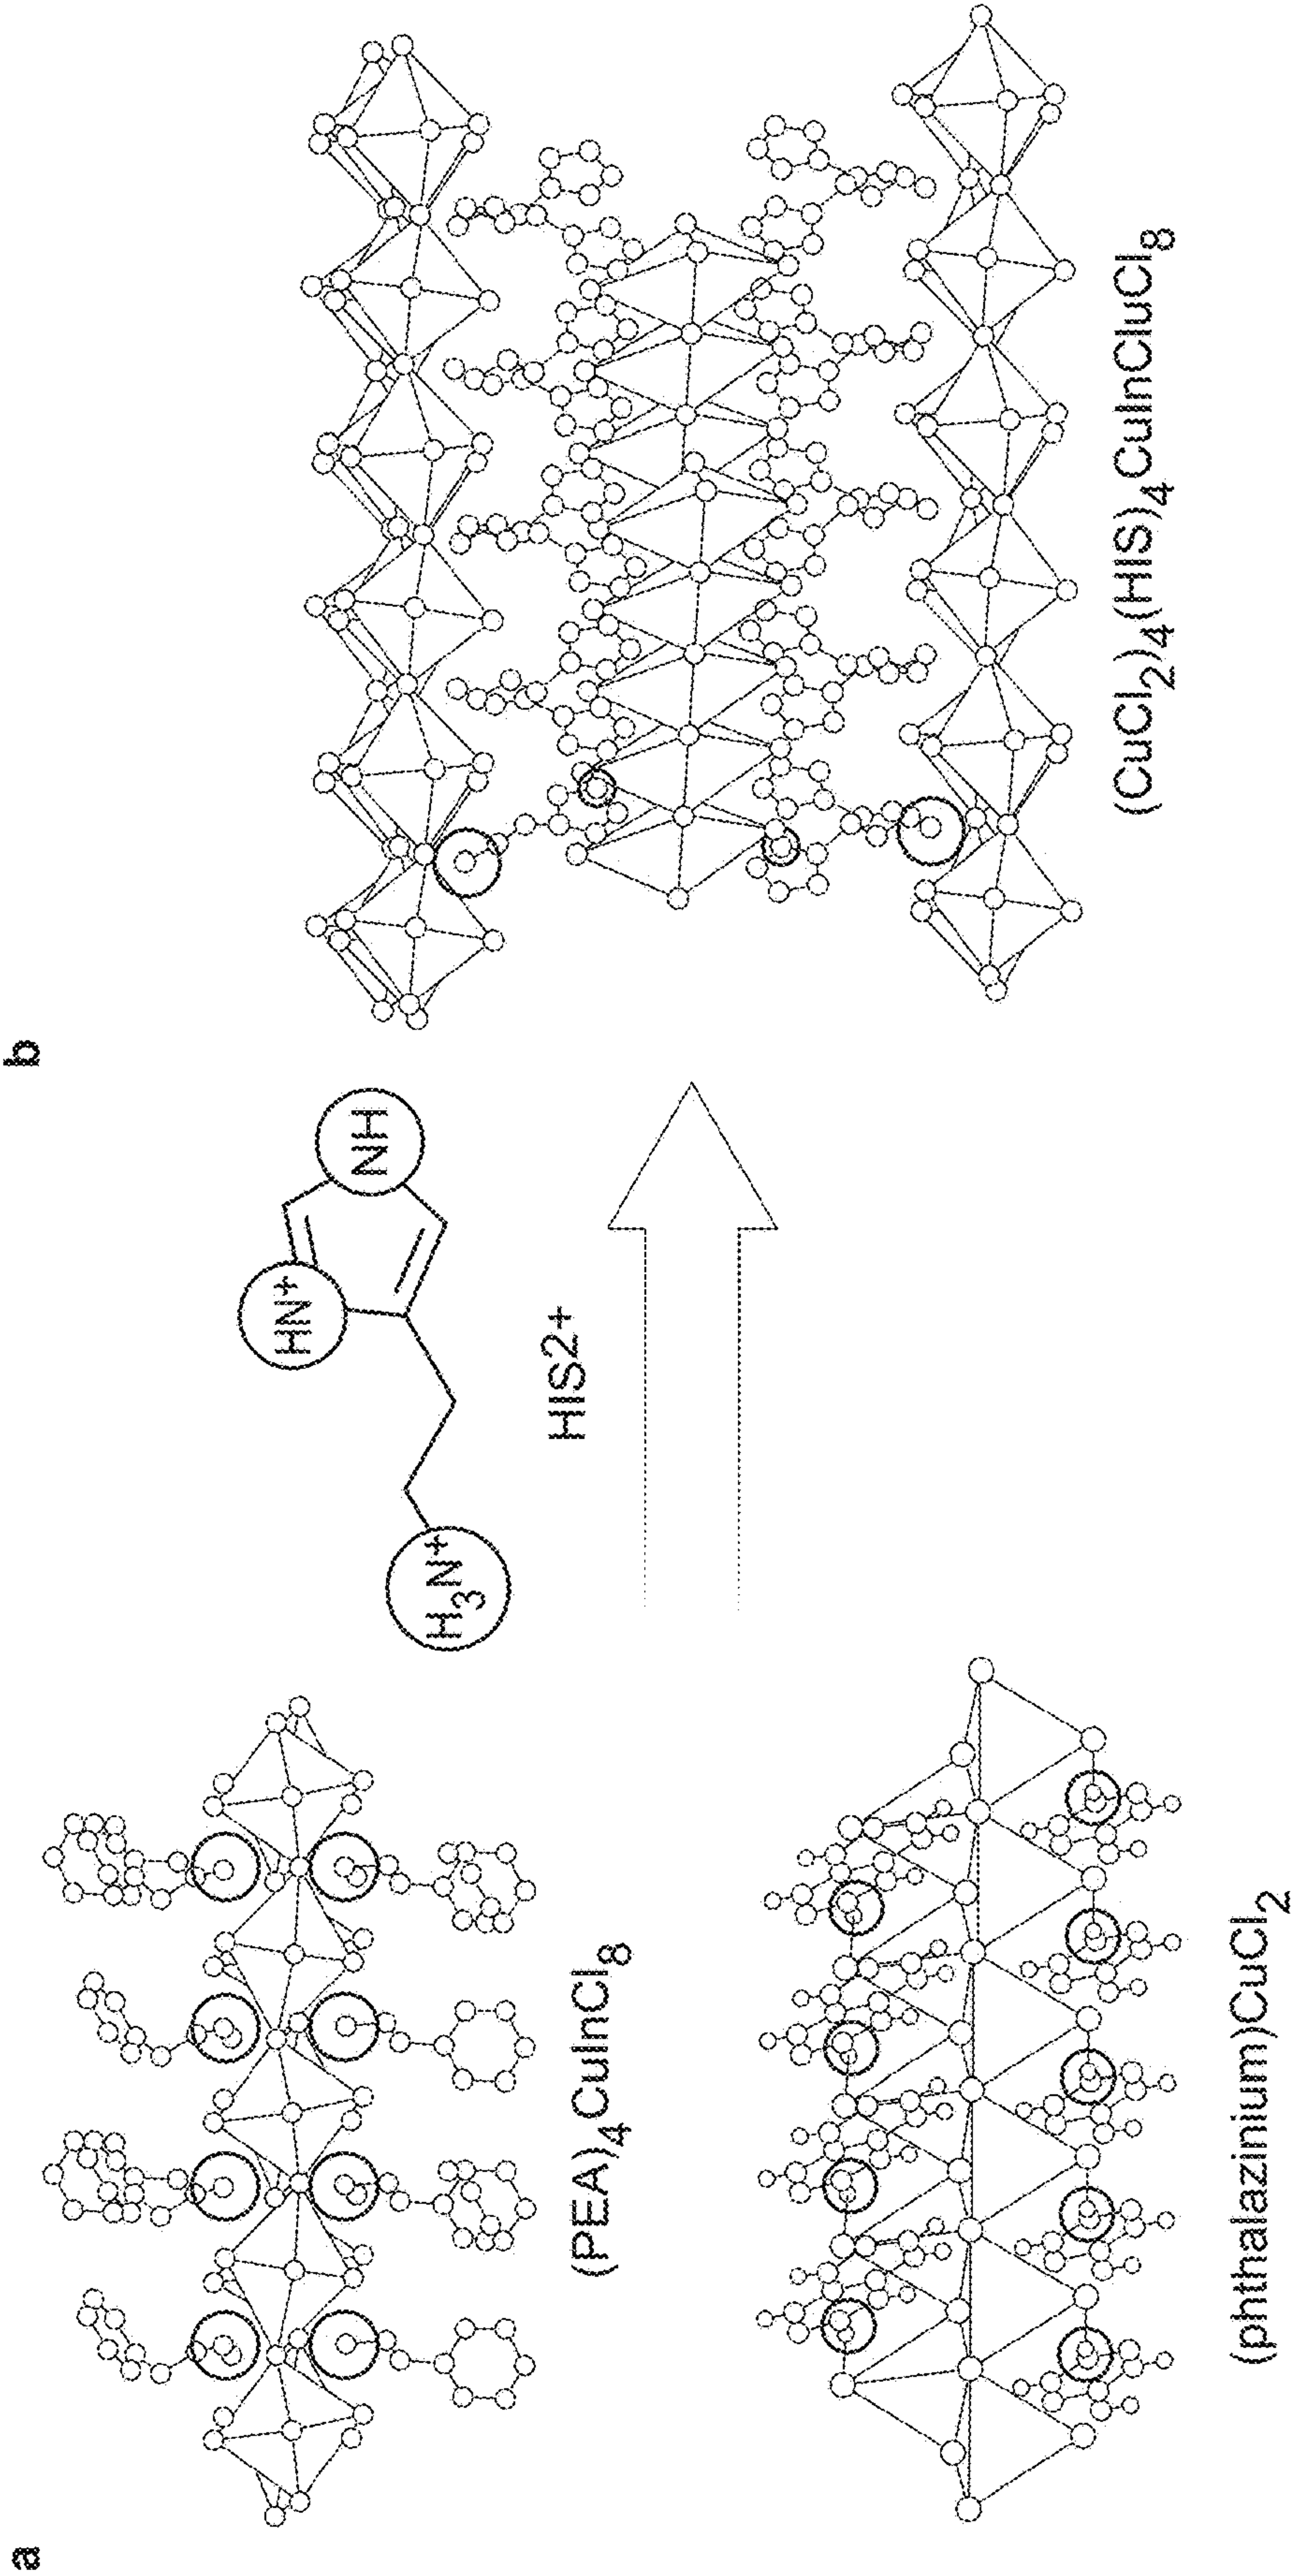 a
(PEA)4CuInCl8
(phthalazinium)CuCl2
H3N+
HN+
NH
HIS2+
b
(CuCl2)4(HIS)4CuInCluCl8